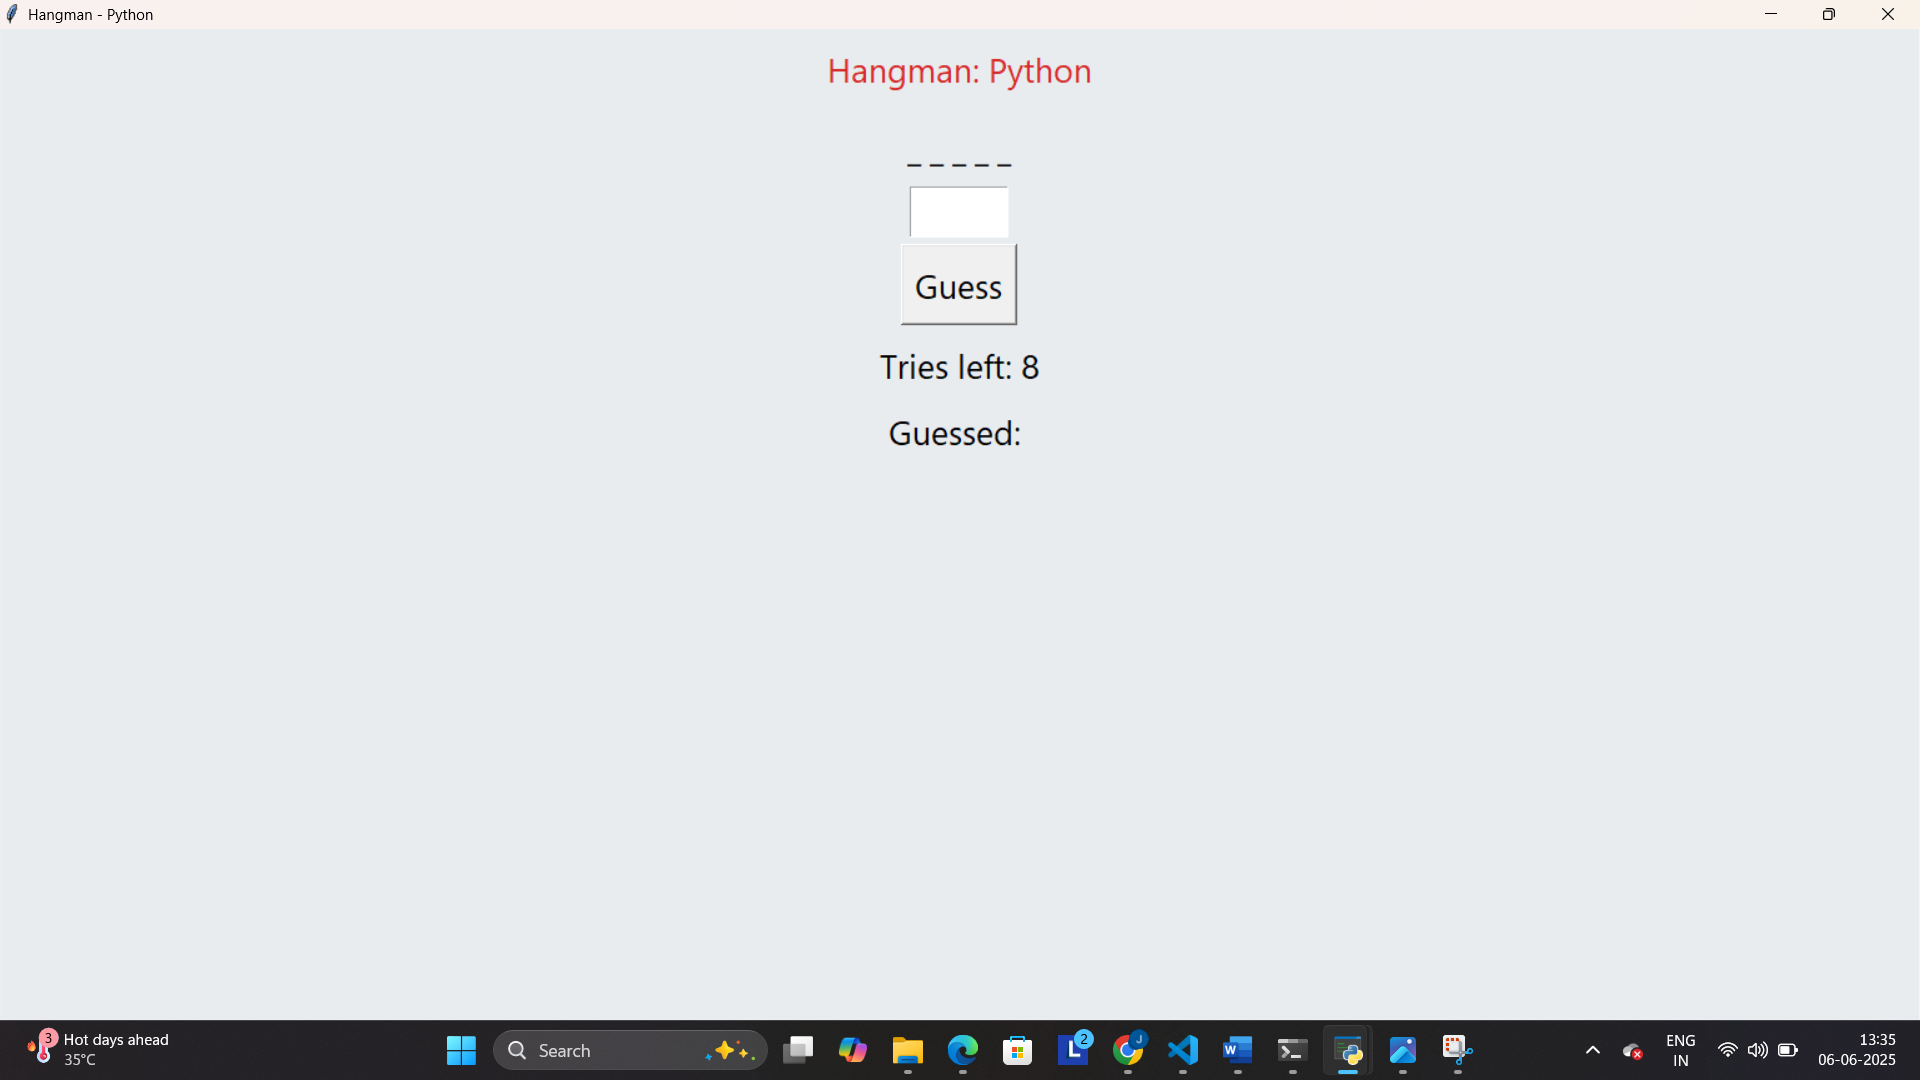 Hangman - Python
Hangman: Python
_ _ _ _ _
Guess
Tries left: 8
Guessed:
3
Hot days ahead
35°C
Search
L
2
J
W
ENG
IN
13:35
06-06-2025